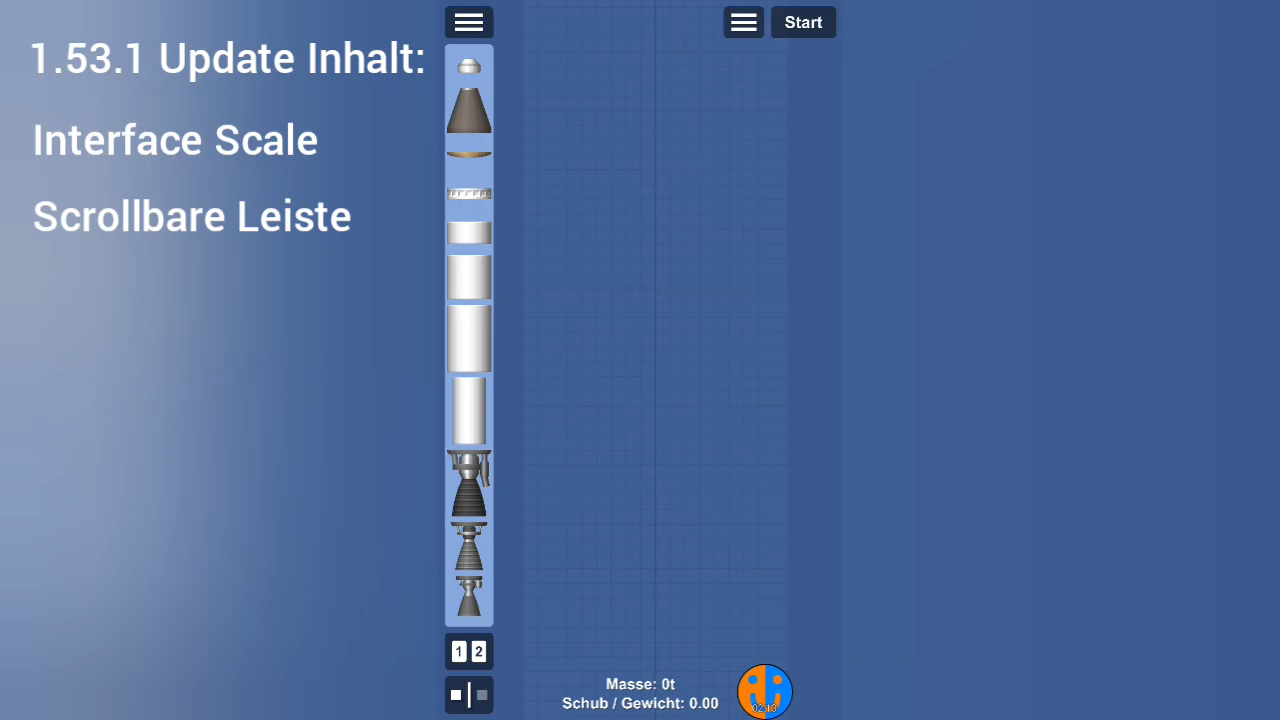 1.53.1 Update Inhalt:
Interface Scale
Scrollbare Leiste
Start
1 2
Masse: 0t
Schub / Gewicht: 0.00
02:13